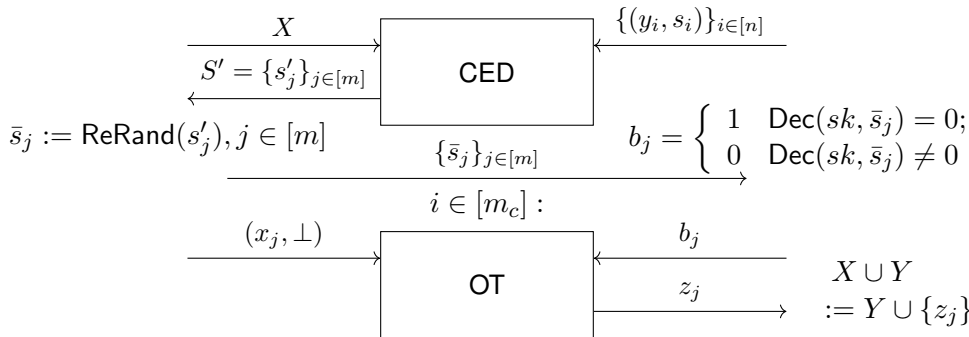 X
{(y_i, s_i)}_{i∈[n]}
CED
S' = {s'_j}_{j∈[m]}
s̄_j := ReRand(s'_j), j ∈ [m]
b_j = { 1 Dec(sk, s̄_j) = 0;
0 Dec(sk, s̄_j) ≠ 0
{s̄_j}_{j∈[m]}
i ∈ [m_c] :
(x_j, ⊥)
b_j
OT
z_j
X ∪ Y
:= Y ∪ {z_j}